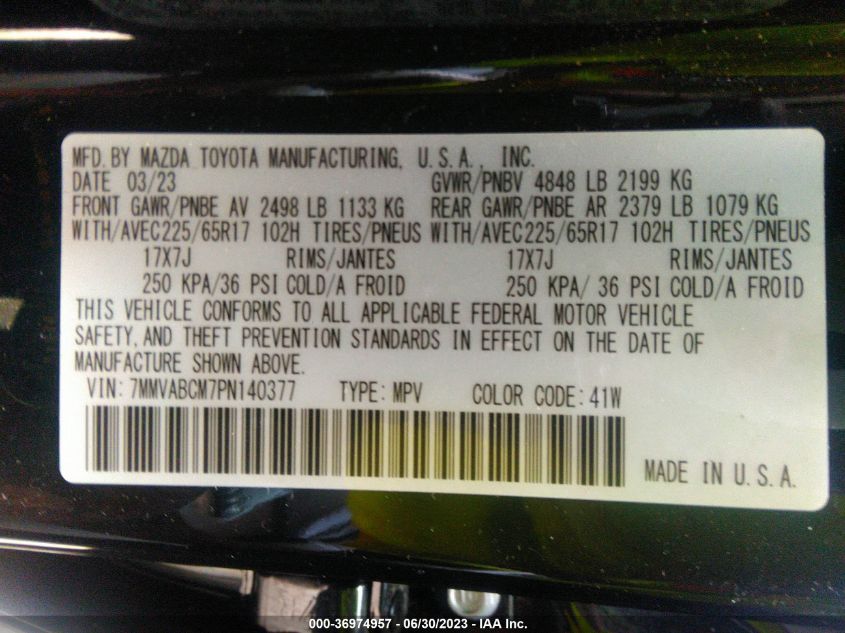 MFD. BY MAZDA TOYOTA MANUFACTURING, U.S.A., INC.
DATE 03/23 GVWR/PNBV 4848 LB 2199 KG
FRONT GAWR/PNBE AV 2498 LB 1133 KG REAR GAWR/PNBE AR 2379 LB 1079 KG
WITH/AVEC225/65R17 102H TIRES/PNEUS WITH/AVEC225/65R17 102H TIRES/PNEUS
17X7J RIMS/JANTES 17X7J RIMS/JANTES
250 KPA/36 PSI COLD/A FROID 250 KPA/ 36 PSI COLD/A FROID
THIS VEHICLE CONFORMS TO ALL APPLICABLE FEDERAL MOTOR VEHICLE
SAFETY, AND THEFT PREVENTION STANDARDS IN EFFECT ON THE DATE OF
MANUFACTURE SHOWN ABOVE.
VIN: 7MMVABCM7PN140377 TYPE: MPV COLOR CODE: 41W
MADE IN U.S.A.
000-36974957 - 06/30/2023 - IAA Inc.